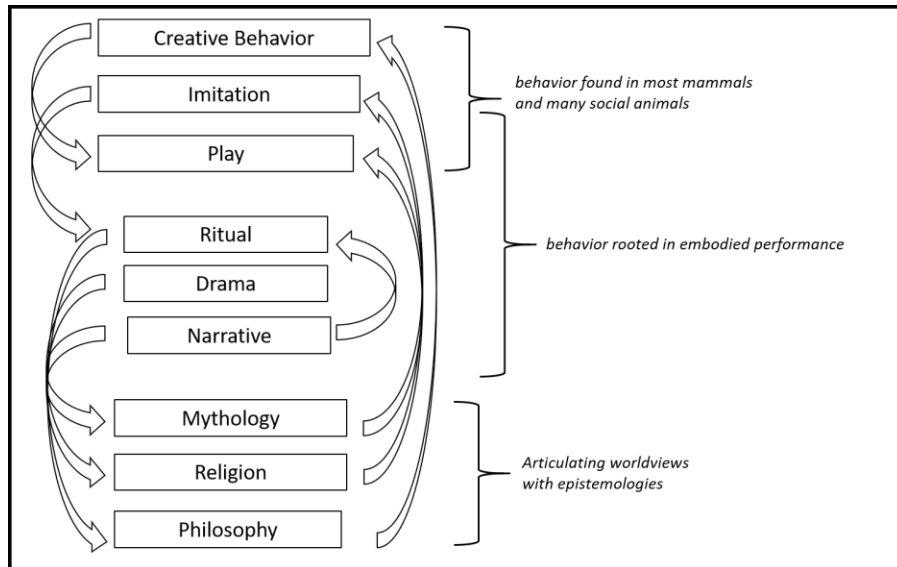 Creative Behavior
Imitation
Play
behavior found in most mammals
and many social animals
Ritual
Drama
Narrative
behavior rooted in embodied performance
Mythology
Religion
Philosophy
Articulating worldviews
with epistemologies